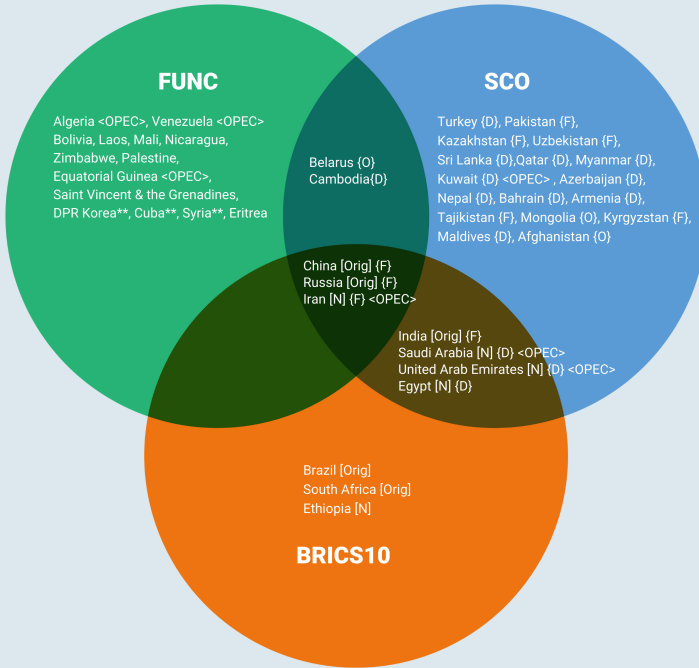 FUNC
Algeria <OPEC>, Venezuela <OPEC>
Bolivia, Laos, Mali, Nicaragua,
Zimbabwe, Palestine,
Equatorial Guinea <OPEC>,
Saint Vincent & the Grenadines,
DPR Korea**, Cuba**, Syria**, Eritrea
SCO
Turkey {D}, Pakistan {F},
Kazakhstan {F}, Uzbekistan {F},
Sri Lanka {D},Qatar {D}, Myanmar {D},
Kuwait {D} <OPEC> , Azerbaijan {D},
Nepal {D}, Bahrain {D}, Armenia {D},
Tajikistan {F}, Mongolia {O}, Kyrgyzstan {F},
Maldives {D}, Afghanistan {O}
Belarus {O}
Cambodia{D}
China [Orig] {F}
Russia [Orig] {F}
Iran [N] {F} <OPEC>
India [Orig] {F}
Saudi Arabia [N] {D} <OPEC>
United Arab Emirates [N] {D} <OPEC>
Egypt [N] {D}
Brazil [Orig]
South Africa [Orig]
Ethiopia [N]
BRICS10